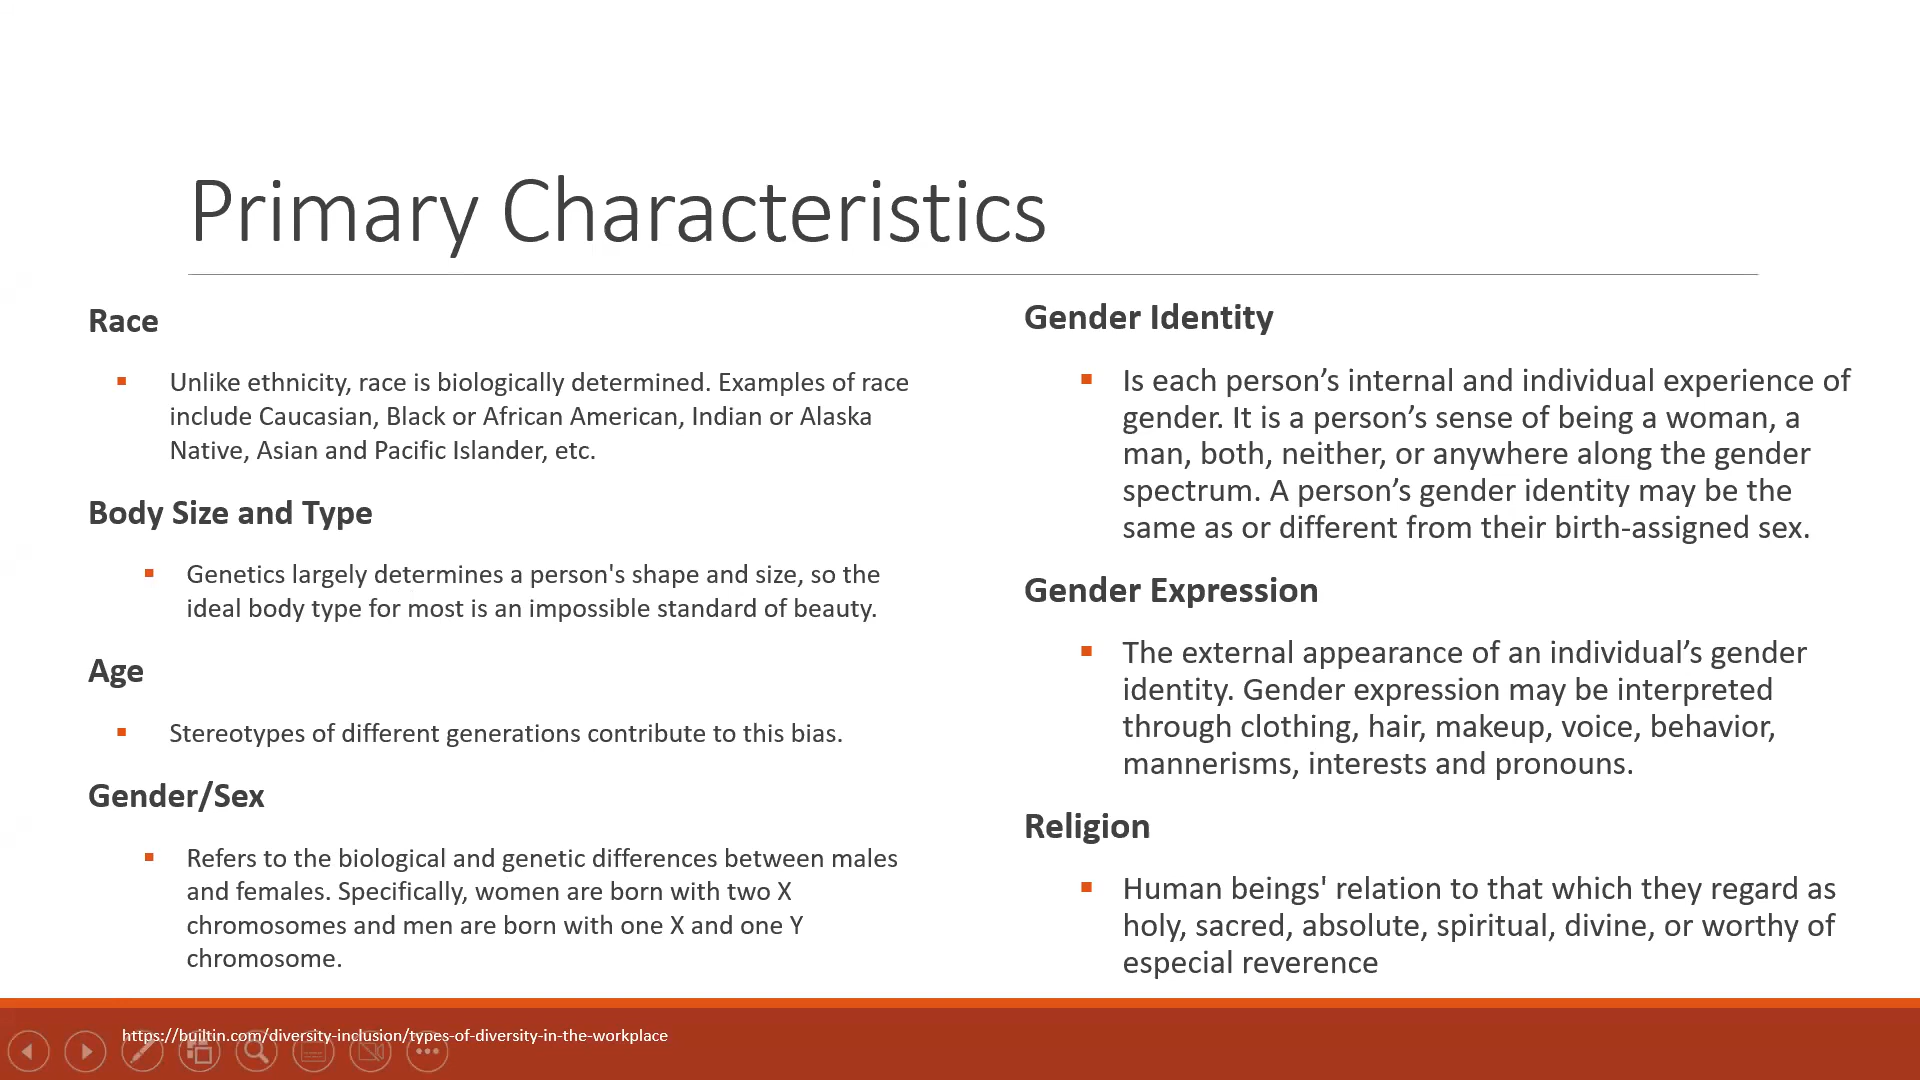 Primary Characteristics
Race
Unlike ethnicity, race is biologically determined. Examples of race
include Caucasian, Black or African American, Indian or Alaska
Native, Asian and Pacific Islander, etc.
Body Size and Type
Genetics largely determines a person's shape and size, so the
ideal body type for most is an impossible standard of beauty.
Age
Stereotypes of different generations contribute to this bias.
Gender/Sex
Refers to the biological and genetic differences between males
and females. Specifically, women are born with two X
chromosomes and men are born with one X and one Y
chromosome.
Gender Identity
Is each person’s internal and individual experience of
gender. It is a person’s sense of being a woman, a
man, both, neither, or anywhere along the gender
spectrum. A person’s gender identity may be the
same as or different from their birth-assigned sex.
Gender Expression
The external appearance of an individual’s gender
identity. Gender expression may be interpreted
through clothing, hair, makeup, voice, behavior,
mannerisms, interests and pronouns.
Religion
Human beings' relation to that which they regard as
holy, sacred, absolute, spiritual, divine, or worthy of
especial reverence
https://builtin.com/diversity-inclusion/types-of-diversity-in-the-workplace